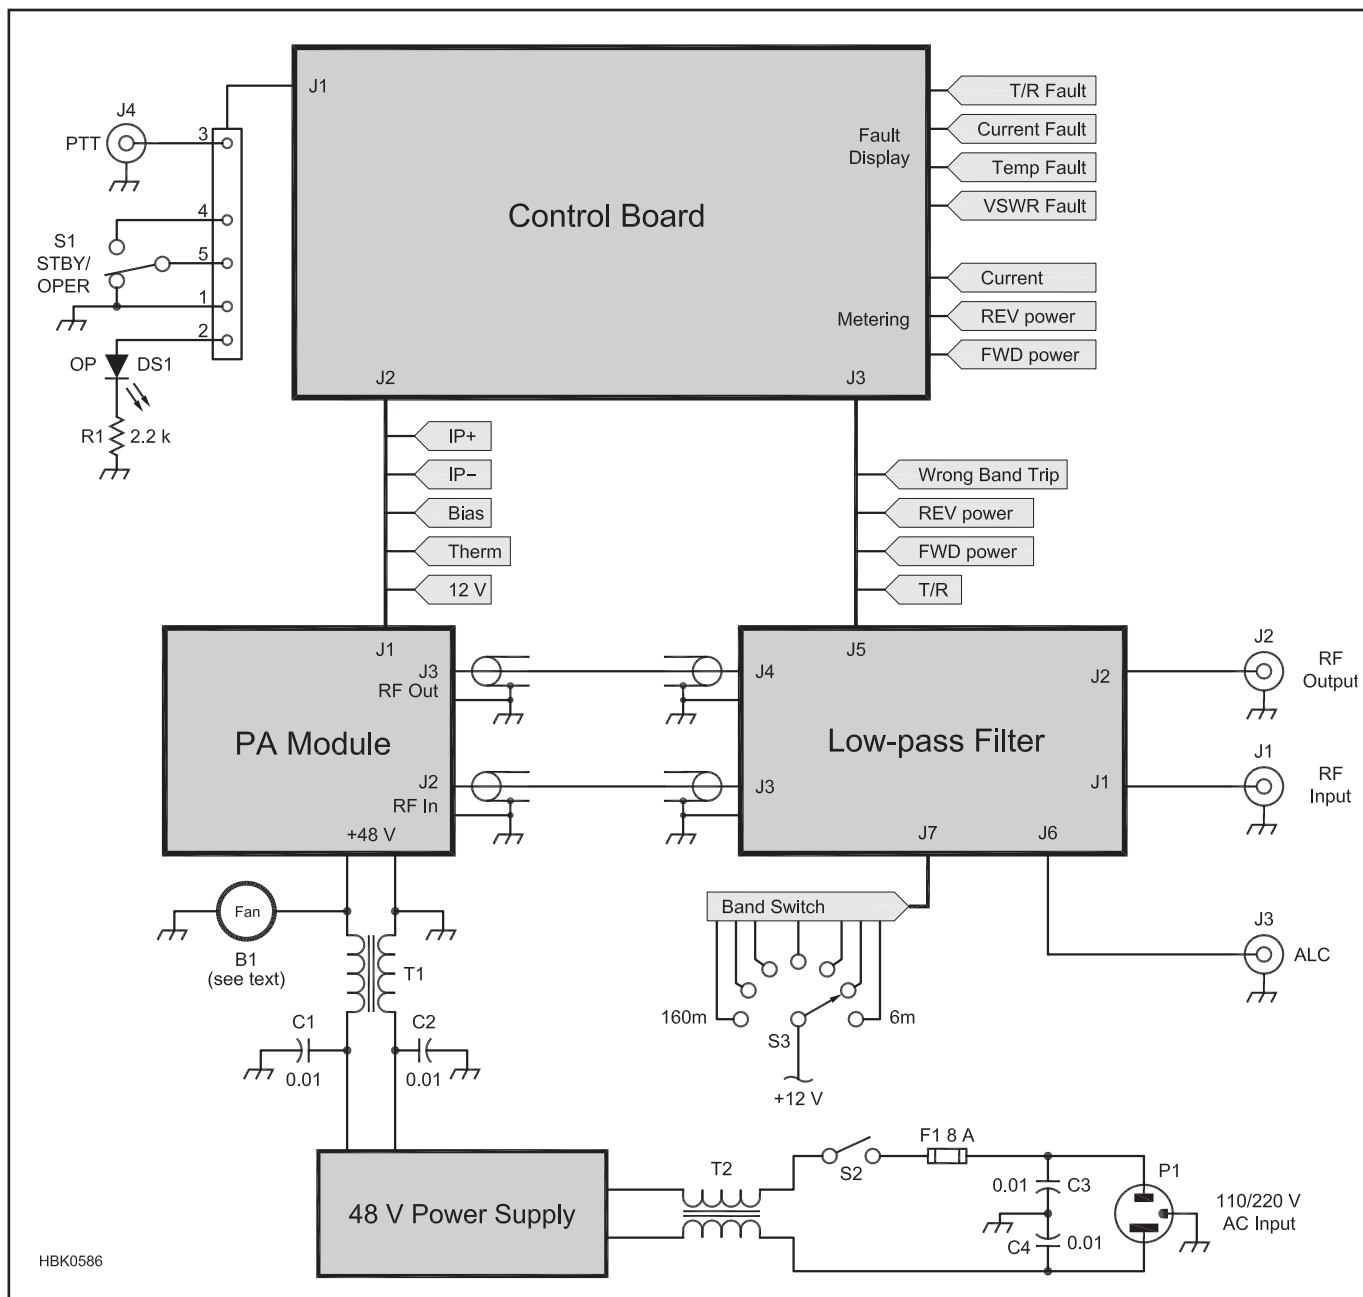 J1
J4
PTT
3
4
S1
STBY/
OPER
5
1
2
OP
DS1
R1
2.2 k
Control Board
Fault
Display
Metering
J2
J3
T/R Fault
Current Fault
Temp Fault
VSWR Fault
Current
REV power
FWD power
IP+
IP–
Bias
Therm
12 V
Wrong Band Trip
REV power
FWD power
T/R
J1
J3
RF Out
PA Module
J2
RF In
+48 V
J5
J4
J2
Low-pass Filter
J3
J1
J7
J6
J2
RF
Output
J1
RF
Input
J3
ALC
Fan
B1
(see text)
T1
C1
0.01
C2
0.01
Band Switch
160m
6m
S3
+12 V
48 V Power Supply
T2
S2
F1 8 A
0.01
C3
C4
0.01
P1
110/220 V
AC Input
HBK0586